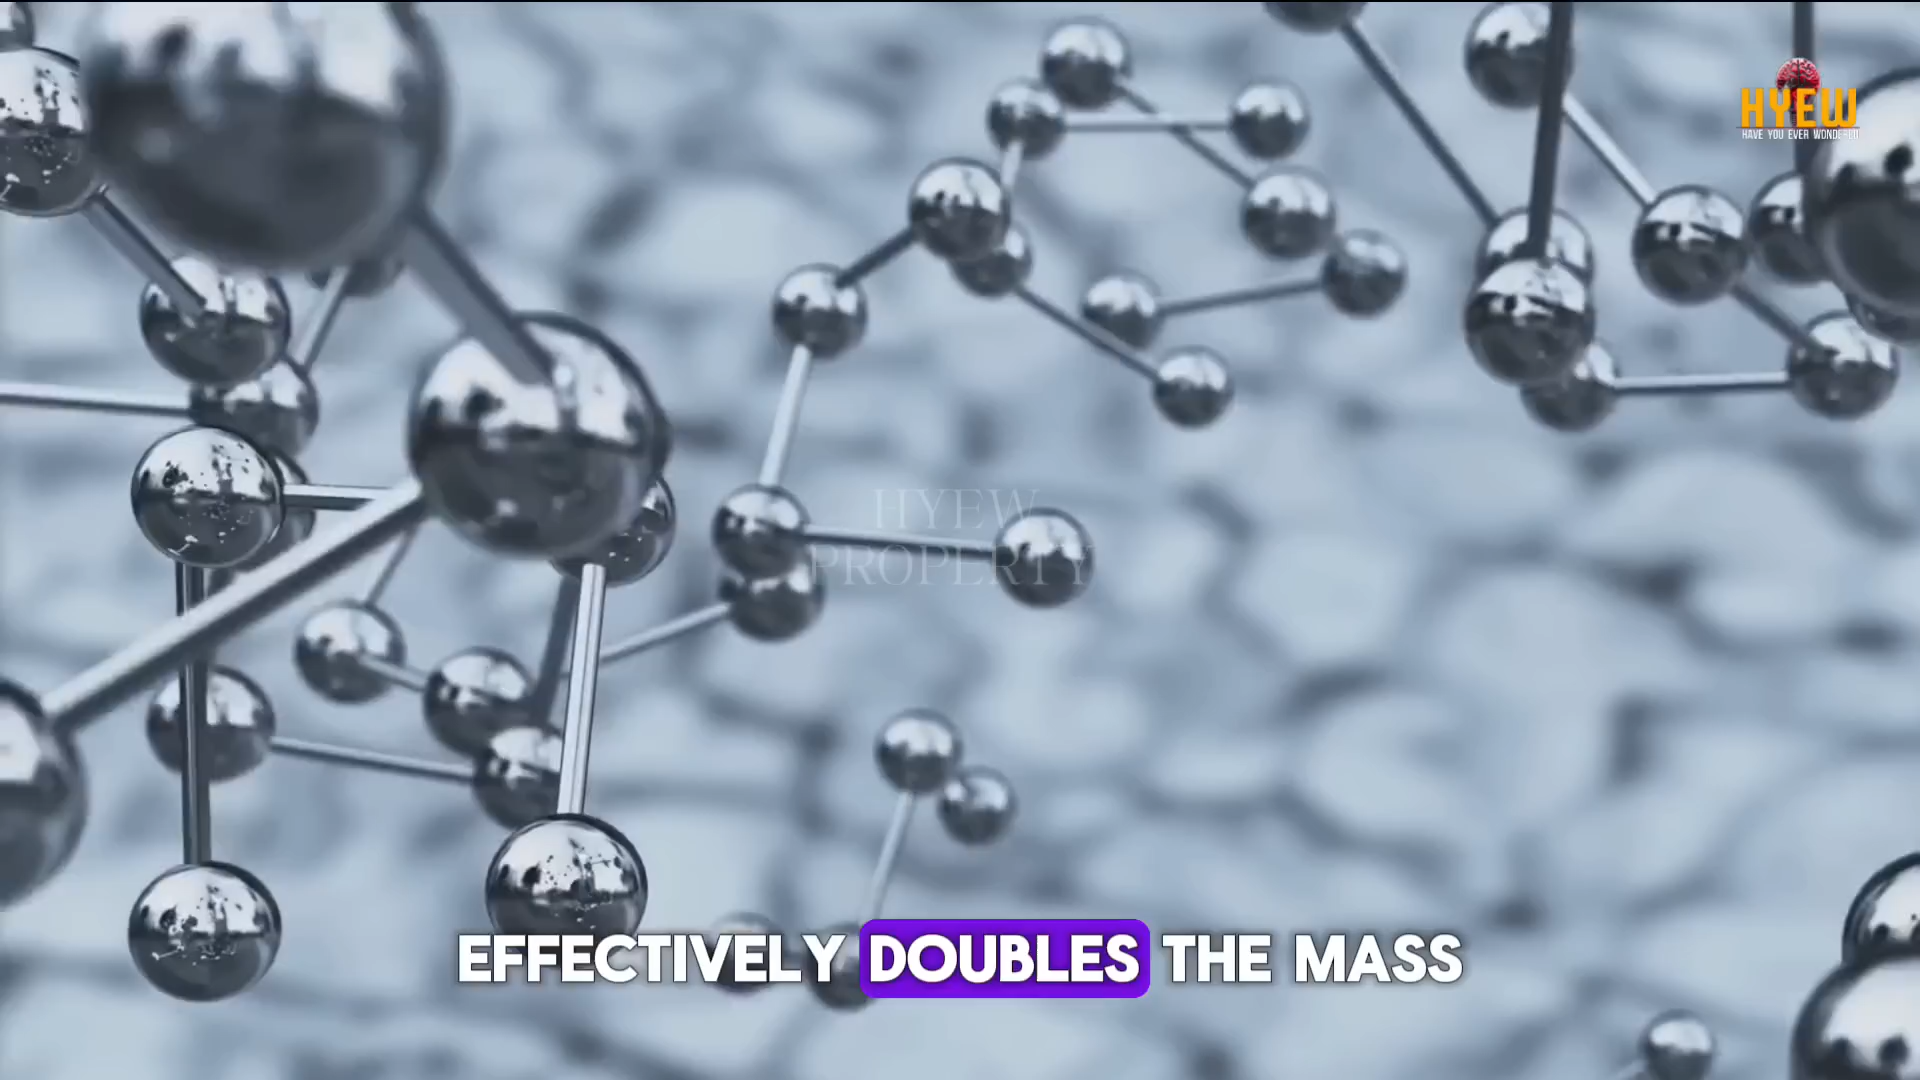 HYEW
HAVE YOU EVER WONDERED
HYEW
PROPERTY
EFFECTIVELY DOUBLES THE MASS